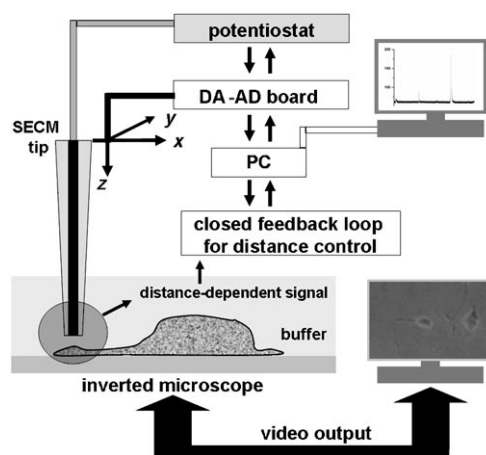 potentiostat
DA-AD board
SECM
tip
y
x
z
PC
closed feedback loop
for distance control
distance-dependent signal
buffer
inverted microscope
video output